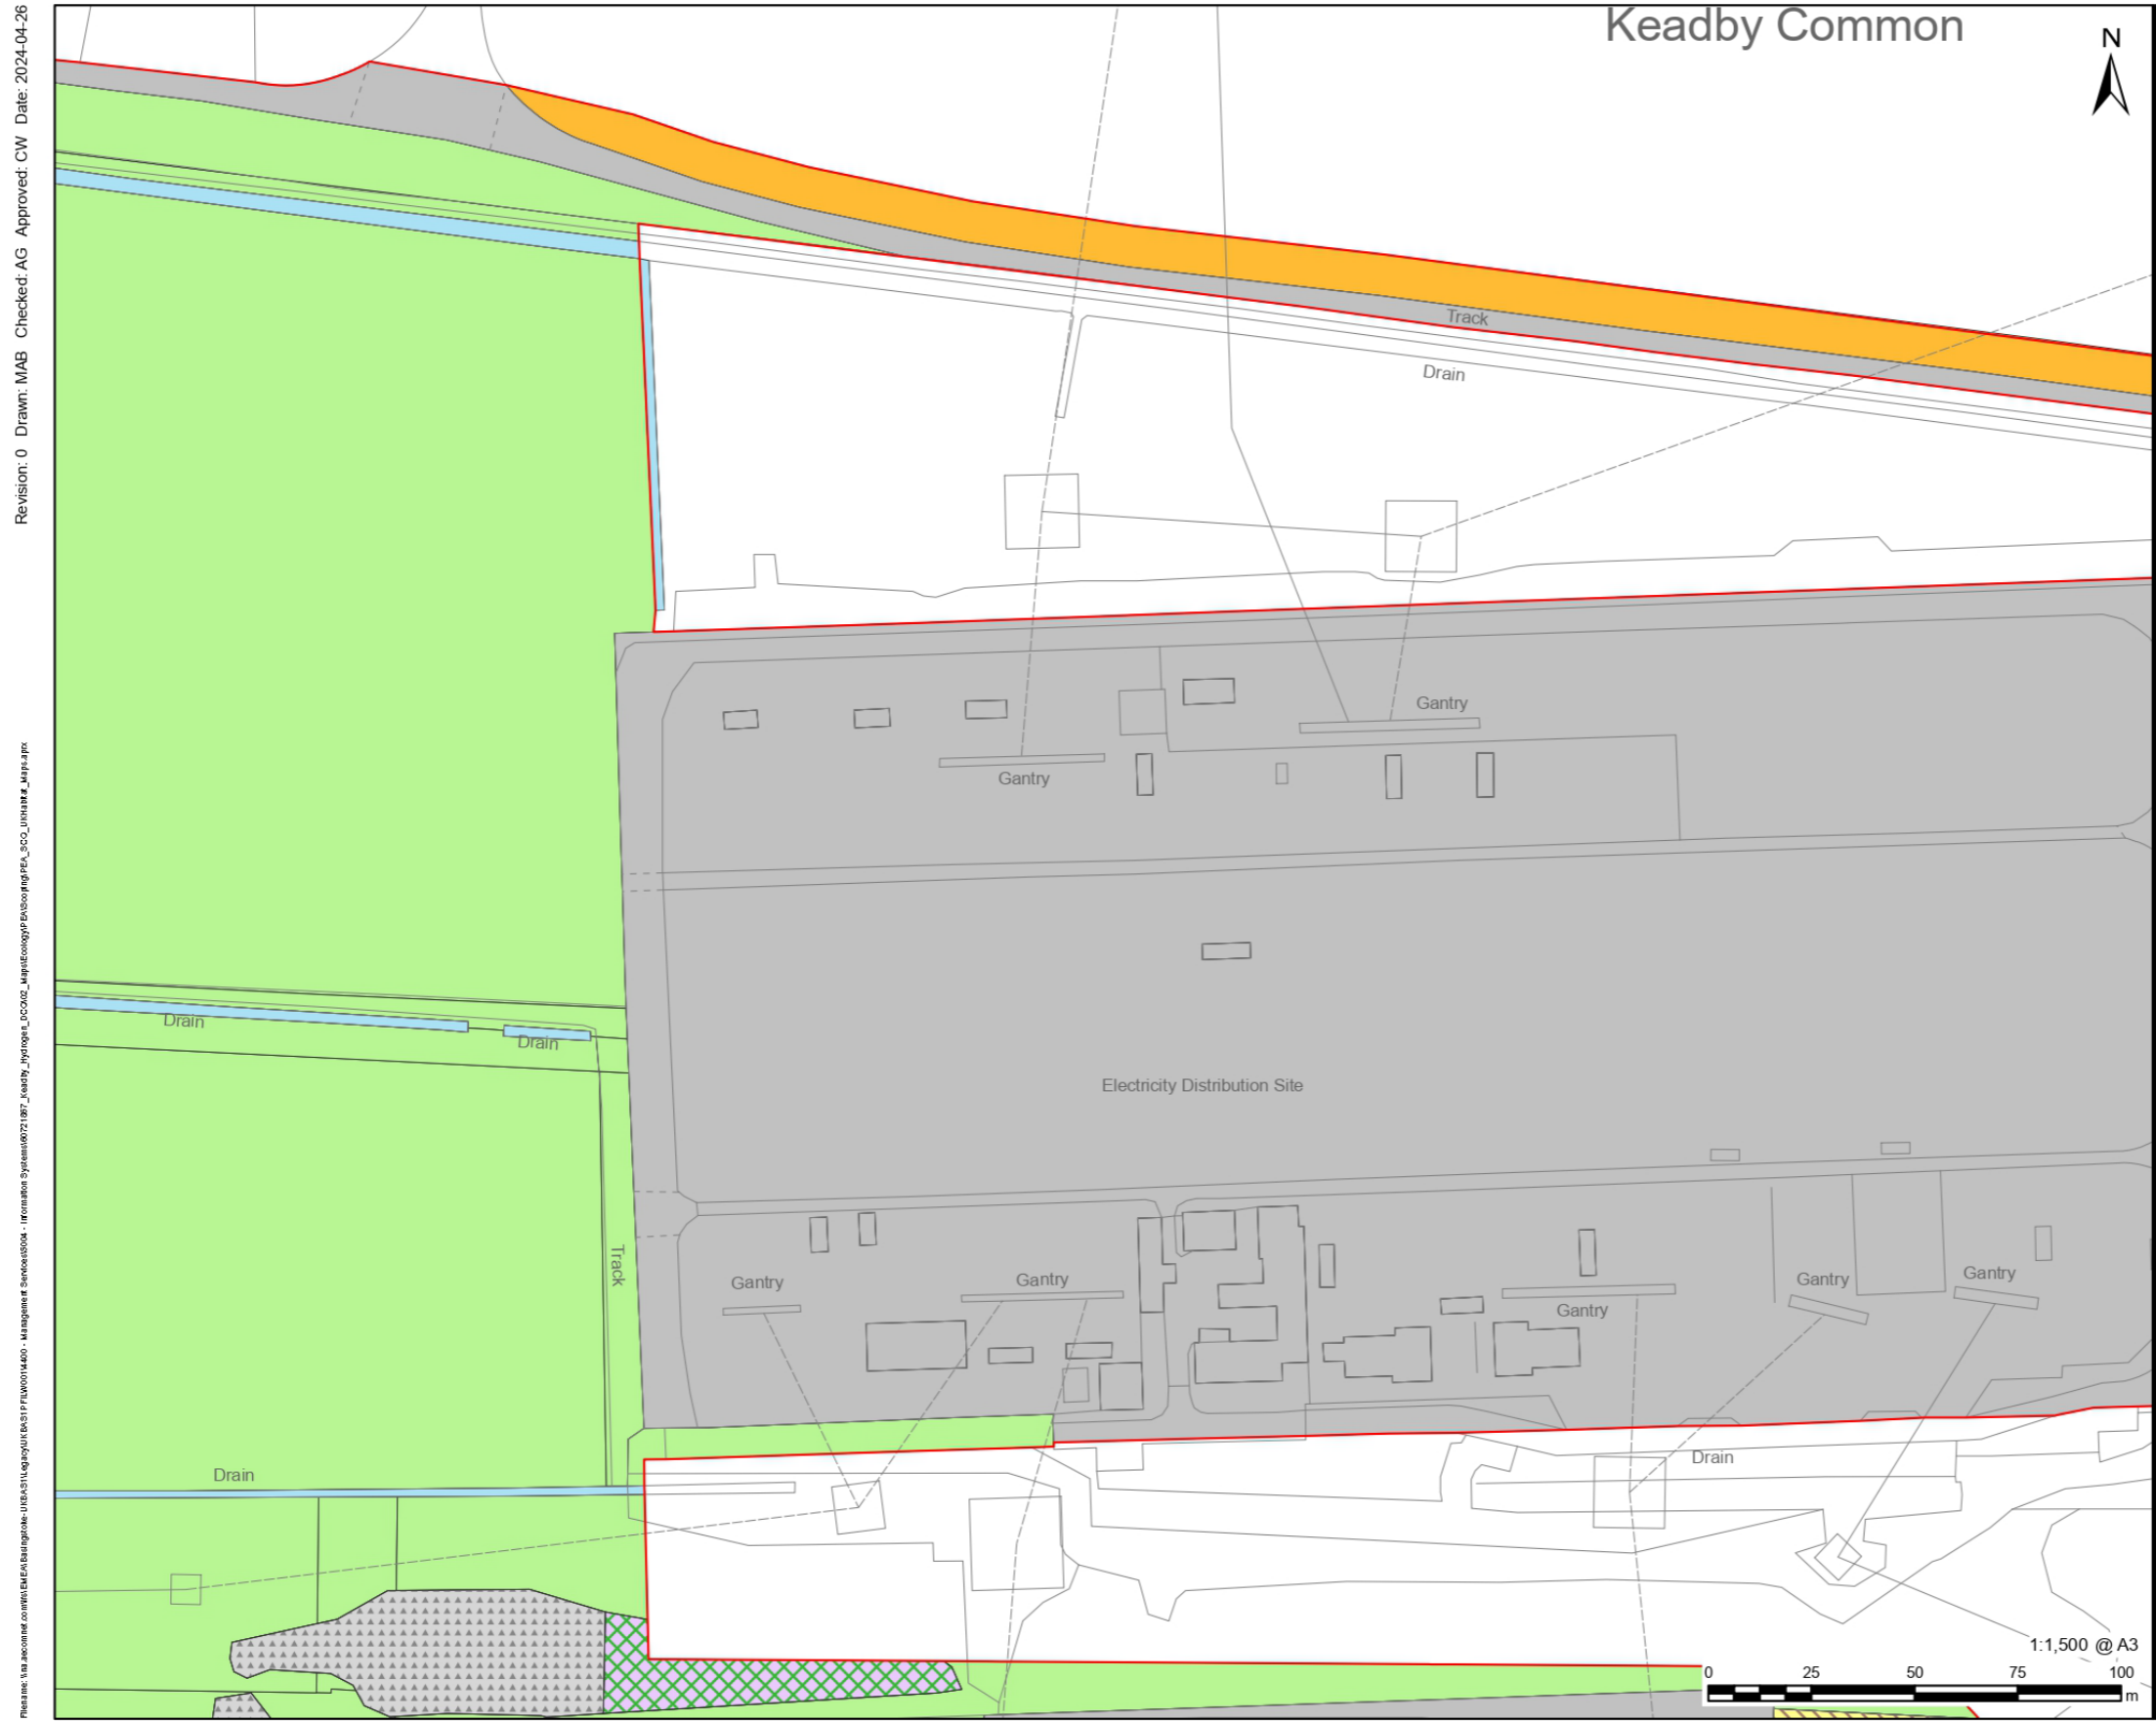 Keadby Common
N
Revision: 0 Drawn: MAB Checked: AG Approved: CW Date: 2024-04-26
Track
Drain
Gantry
Gantry
Drain
Drain
Electricity Distribution Site
Track
Gantry
Gantry
Gantry
Gantry
Gantry
Drain
Drain
1:1,500 @ A3
0 25 50 75 100
m